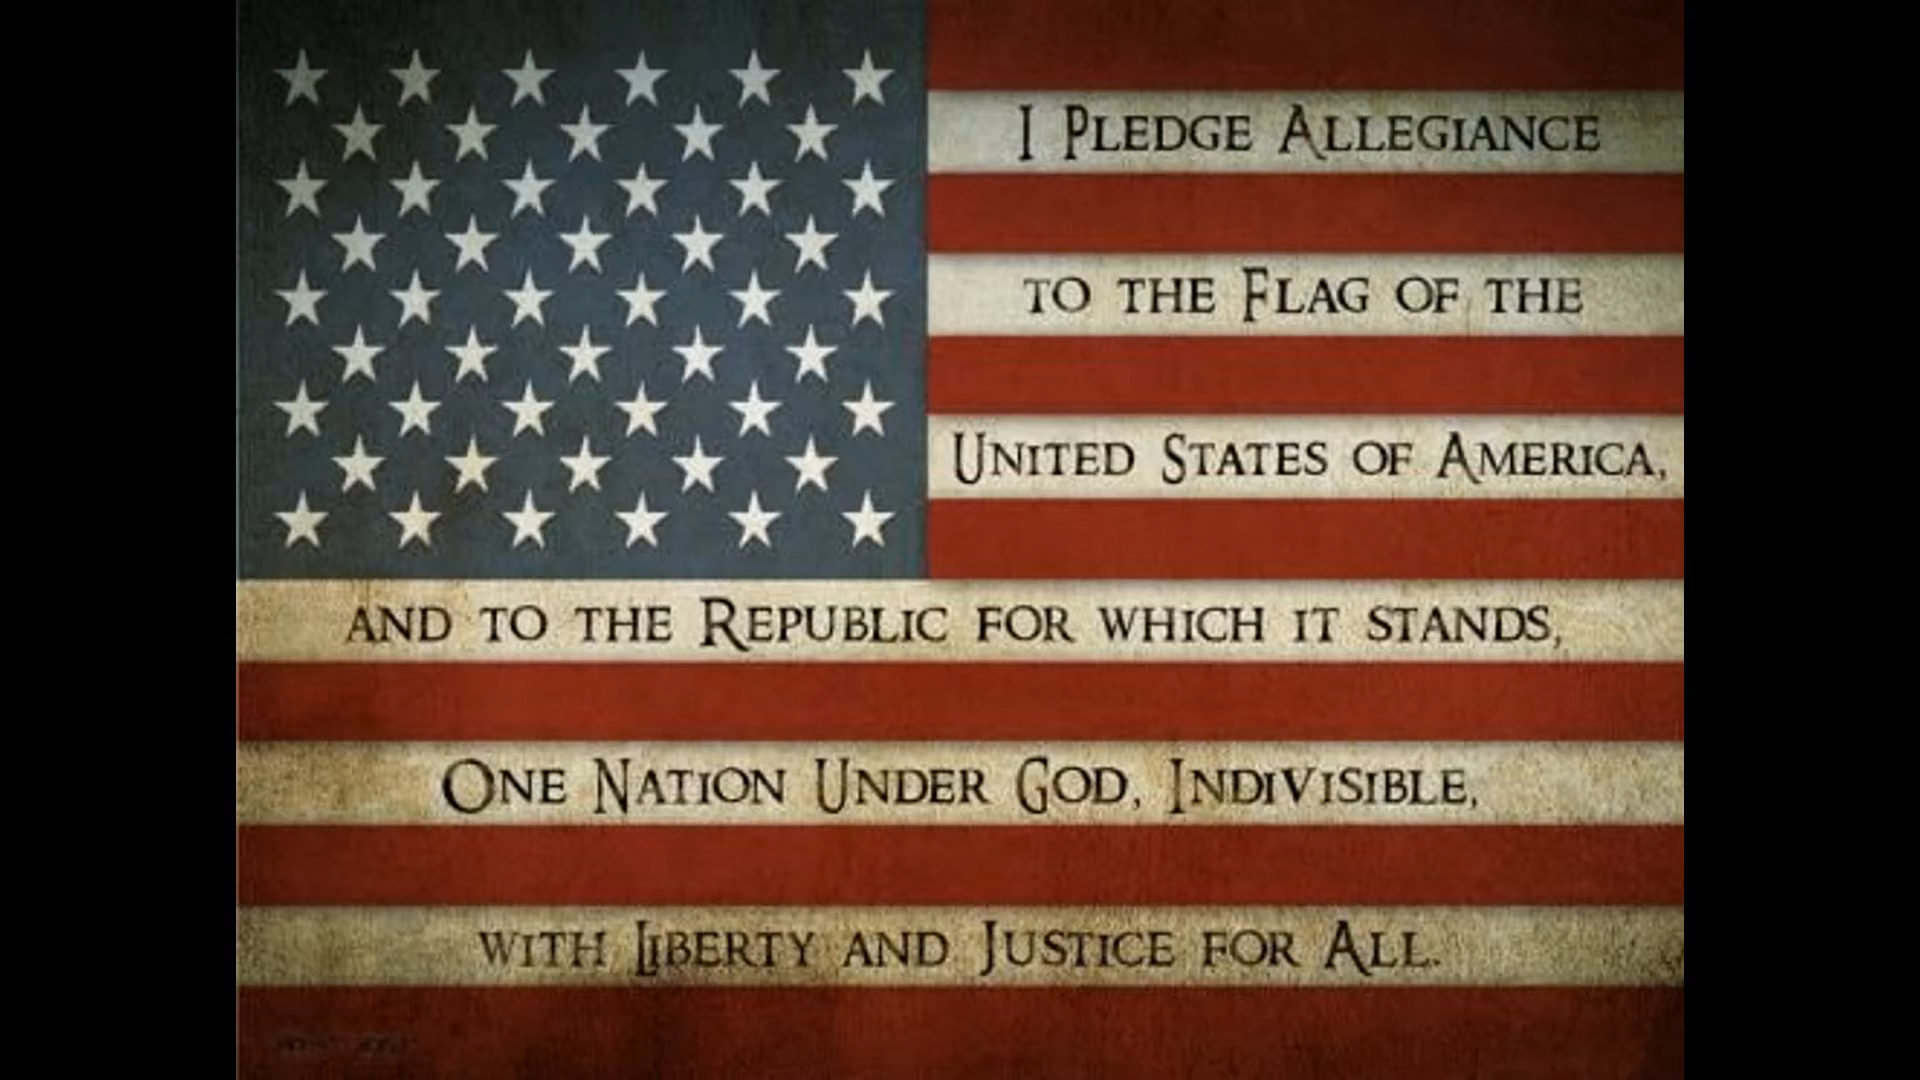 I Pledge Allegiance
to the Flag of the
United States of America,
and to the Republic for which it stands,
One Nation Under God, Indivisible,
with Liberty and Justice for All.